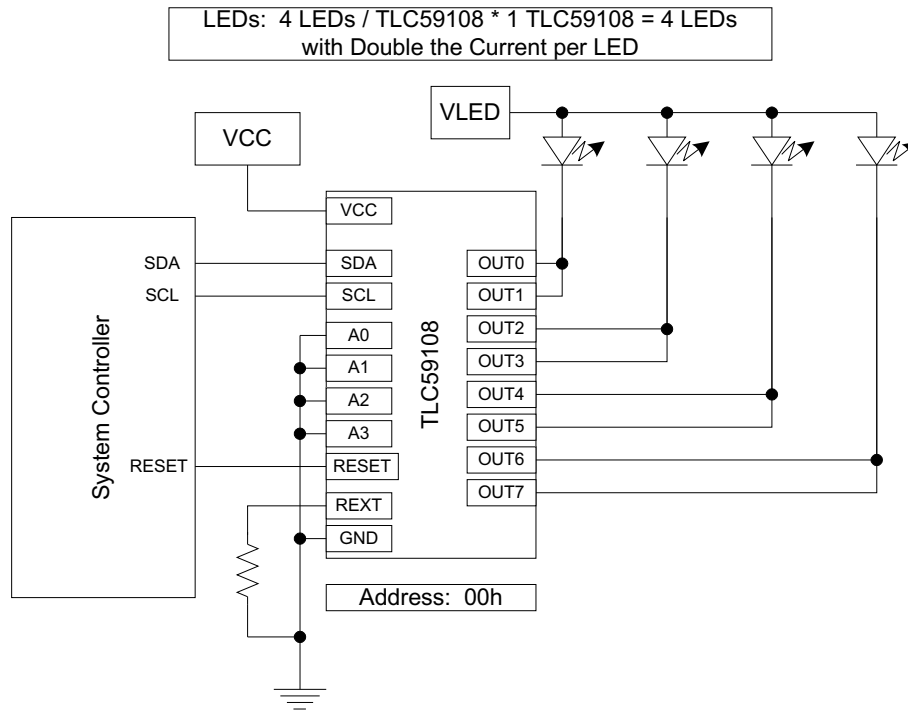 LEDs: 4 LEDs / TLC59108 * 1 TLC59108 = 4 LEDs
with Double the Current per LED
VLED
VCC
VCC
SDA
SDA
OUT0
SCL
SCL
OUT1
A0
OUT2
A1
OUT3
A2
OUT4
A3
OUT5
RESET
RESET
OUT6
REXT
OUT7
GND
System Controller
TLC59108
Address: 00h